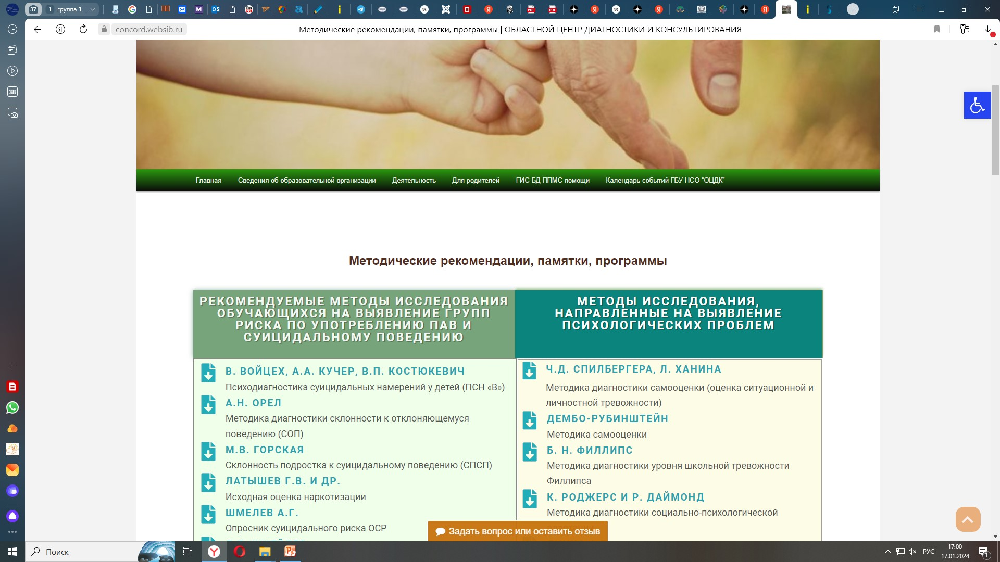 37
1 группа 1
concord.websib.ru
Методические рекомендации, памятки, программы | ОБЛАСТНОЙ ЦЕНТР ДИАГНОСТИКИ И КОНСУЛЬТИРОВАНИЯ
38
Главная
Сведения об образовательной организации
Деятельность
Для родителей
ГИС БД ППМС помощи
Календарь событий ГБУ НСО “ОЦДК”
Методические рекомендации, памятки, программы
РЕКОМЕНДУЕМЫЕ МЕТОДЫ ИССЛЕДОВАНИЯ
ОБУЧАЮЩИХСЯ НА ВЫЯВЛЕНИЕ ГРУПП
РИСКА ПО УПОТРЕБЛЕНИЮ ПАВ И
СУИЦИДАЛЬНОМУ ПОВЕДЕНИЮ
В. ВОЙЦЕХ, А.А. КУЧЕР, В.П. КОСТЮКЕВИЧ
Психодиагностика суицидальных намерений у детей (ПСН «В»)
А.Н. ОРЕЛ
Методика диагностики склонности к отклоняющемуся
поведению (СОП)
М.В. ГОРСКАЯ
Склонность подростка к суицидальному поведению (СПСП)
ЛАТЫШЕВ Г.В. И ДР.
Исходная оценка наркотизации
ШМЕЛЕВ А.Г.
Опросник суицидального риска ОСР
МЕТОДЫ ИССЛЕДОВАНИЯ,
НАПРАВЛЕННЫЕ НА ВЫЯВЛЕНИЕ
ПСИХОЛОГИЧЕСКИХ ПРОБЛЕМ
Ч.Д. СПИЛБЕРГЕРА, Л. ХАНИНА
Методика диагностики самооценки (оценка ситуационной и
личностной тревожности)
ДЕМБО-РУБИНШТЕЙН
Методика самооценки
Б. Н. ФИЛЛИПС
Методика диагностики уровня школьной тревожности
Филлипса
К. РОДЖЕРС И Р. ДАЙМОНД
Методика диагностики социально-психологической
Задать вопрос или оставить отзыв
Поиск
РУС
17:00
17.01.2024
1